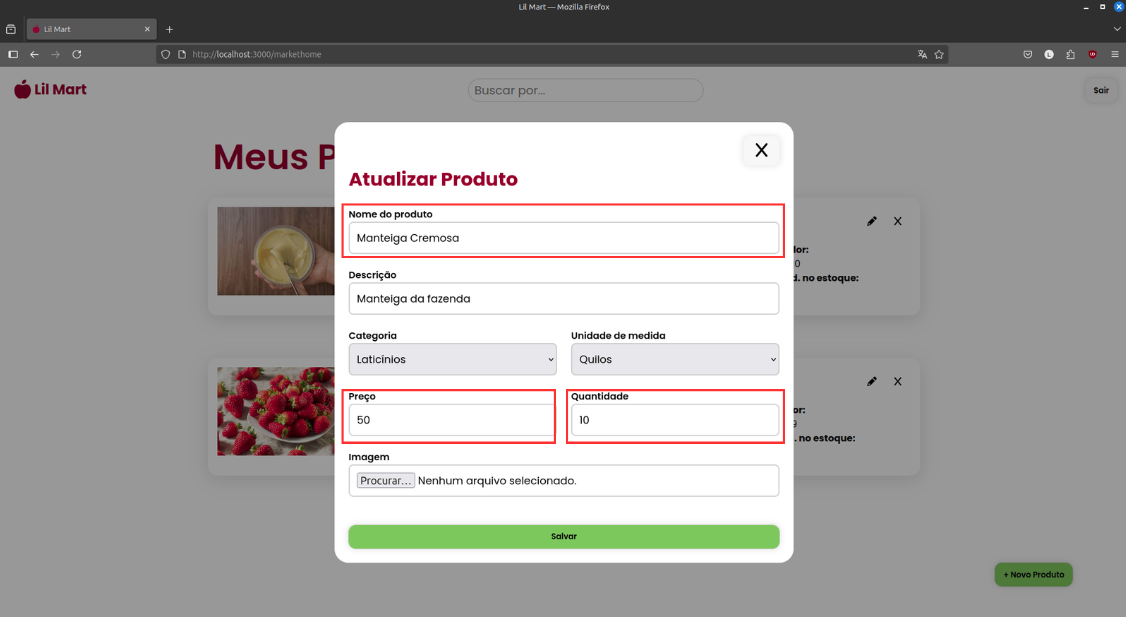 Lil Mart — Mozilla Firefox
Lil Mart
http://localhost:3000/markethome
Lil Mart
Buscar por...
Sair
Meus P
X
Atualizar Produto
Nome do produto
Manteiga Cremosa
Descrição
Manteiga da fazenda
Categoria
Unidade de medida
Laticínios
Quilos
Preço
Quantidade
50
10
Imagem
Procurar... Nenhum arquivo selecionado.
Salvar
X
lor:
0
d. no estoque:
X
or:
9
. no estoque:
+ Novo Produto